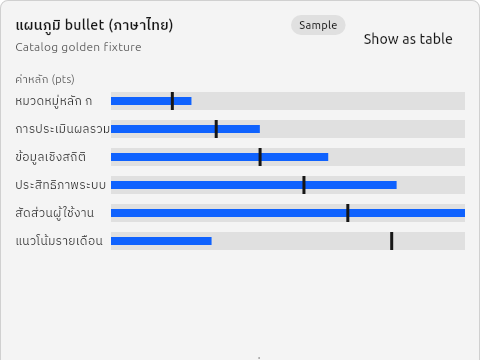 แผนภูมิ bullet (ภาษาไทย)
Sample
Show as table
Catalog golden fixture
ค่าหลัก (pts)
หมวดหมู่หลัก ก
การประเมินผลรวม
ข้อมูลเชิงสถิติ
ประสิทธิภาพระบบ
สัดส่วนผู้ใช้งาน
แนวโน้มรายเดือน